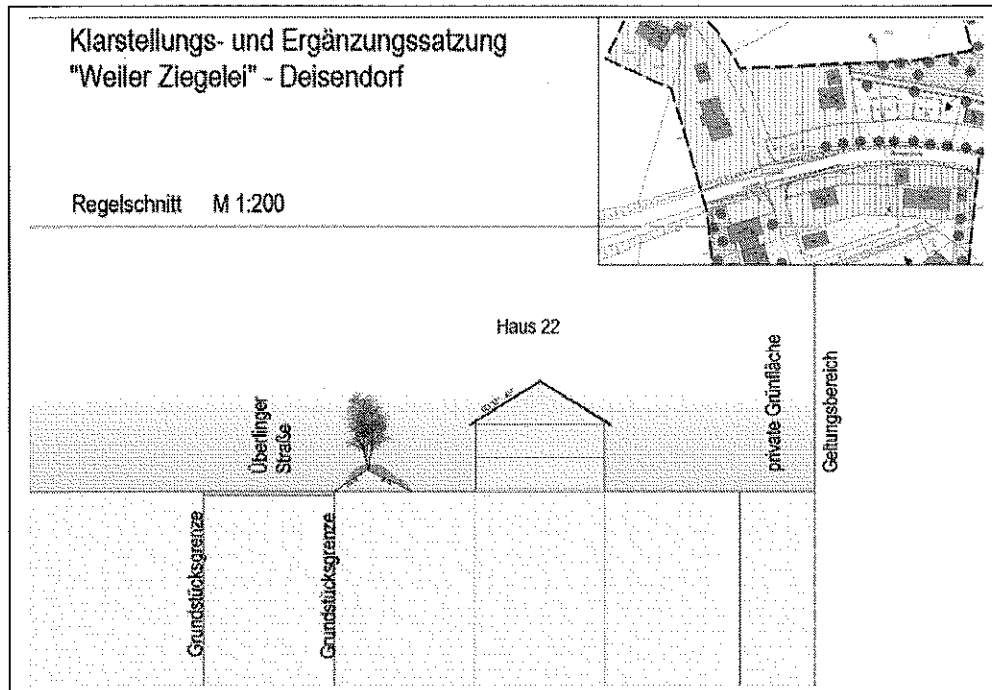 Klarstellungs- und Ergänzungssatzung
"Weiler Ziegelei" - Deisendorf
Regelschnitt M 1:200
Haus 22
Überlinger
Straße
private Grünfläche
Geltungsbereich
Grundstücksgrenze
Grundstücksgrenze